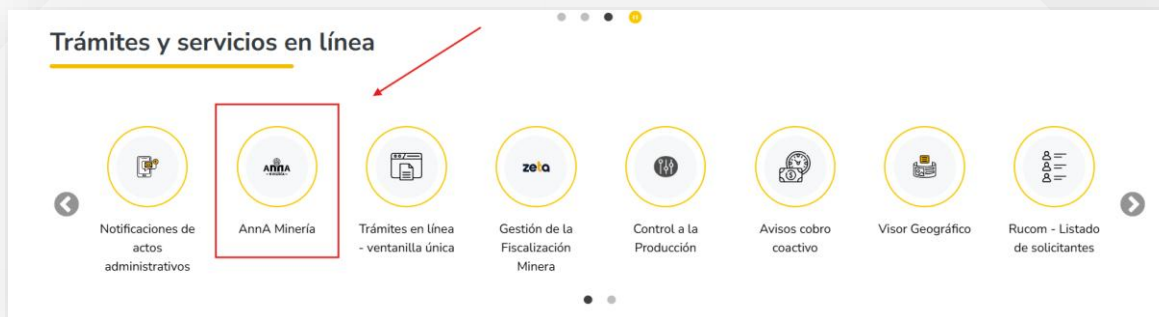 Trámites y servicios en línea
AnnA
MINERÍA
zeta
Notificaciones de
actos
administrativos
AnnA Minería
Trámites en línea
- ventanilla única
Gestión de la
Fiscalización
Minera
Control a la
Producción
Avisos cobro
coactivo
Visor Geográfico
Rucom - Listado
de solicitantes